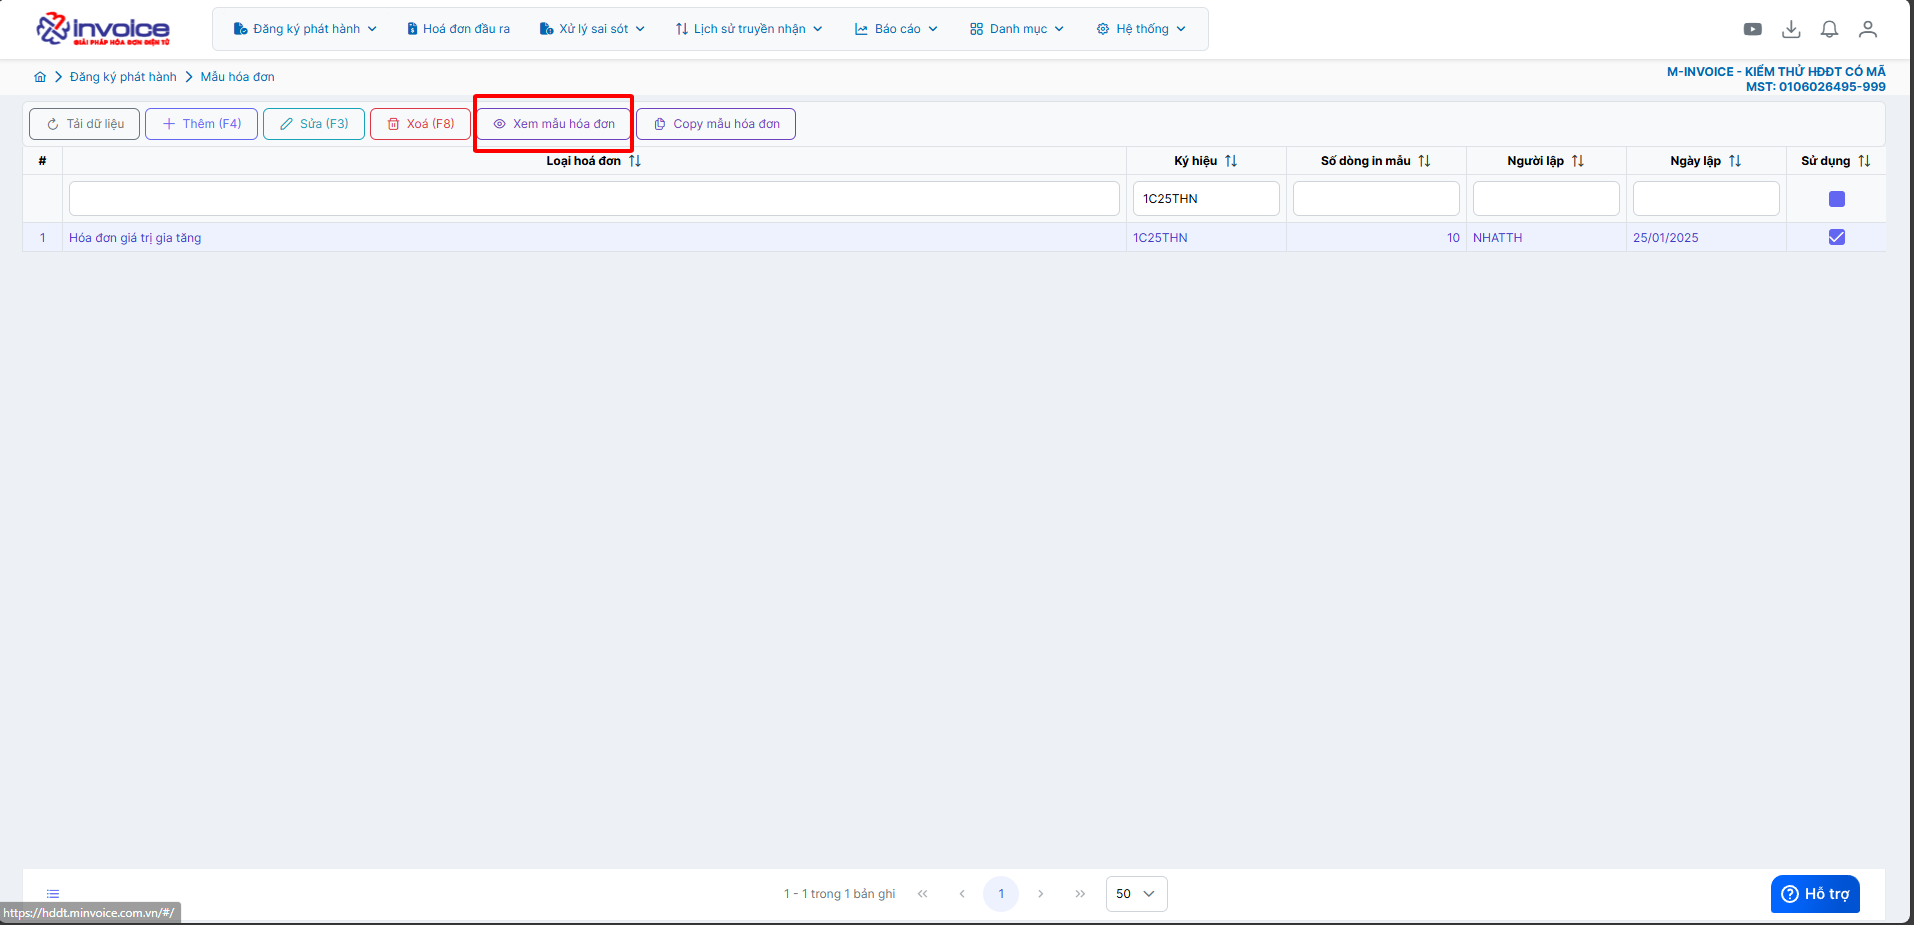 invoice
GIẢI PHÁP HÓA ĐƠN ĐIỆN TỬ
Đăng ký phát hành
Hoá đơn đầu ra
Xử lý sai sót
Lịch sử truyền nhận
Báo cáo
Danh mục
Hệ thống
Đăng ký phát hành
Mẫu hóa đơn
M-INVOICE - KIỂM THỬ HĐĐT CÓ MÃ
MST: 0106026495-999
Tải dữ liệu
Thêm (F4)
Sửa (F3)
Xoá (F8)
Xem mẫu hóa đơn
Copy mẫu hóa đơn
# Loại hoá đơn Ký hiệu Số dòng in mẫu Người lập Ngày lập Sử dụng
1C25THN
1 Hóa đơn giá trị gia tăng 1C25THN 10 NHATTH 25/01/2025
1 - 1 trong 1 bản ghi
1
50
Hỗ trợ
https://hddt.minvoice.com.vn/#/